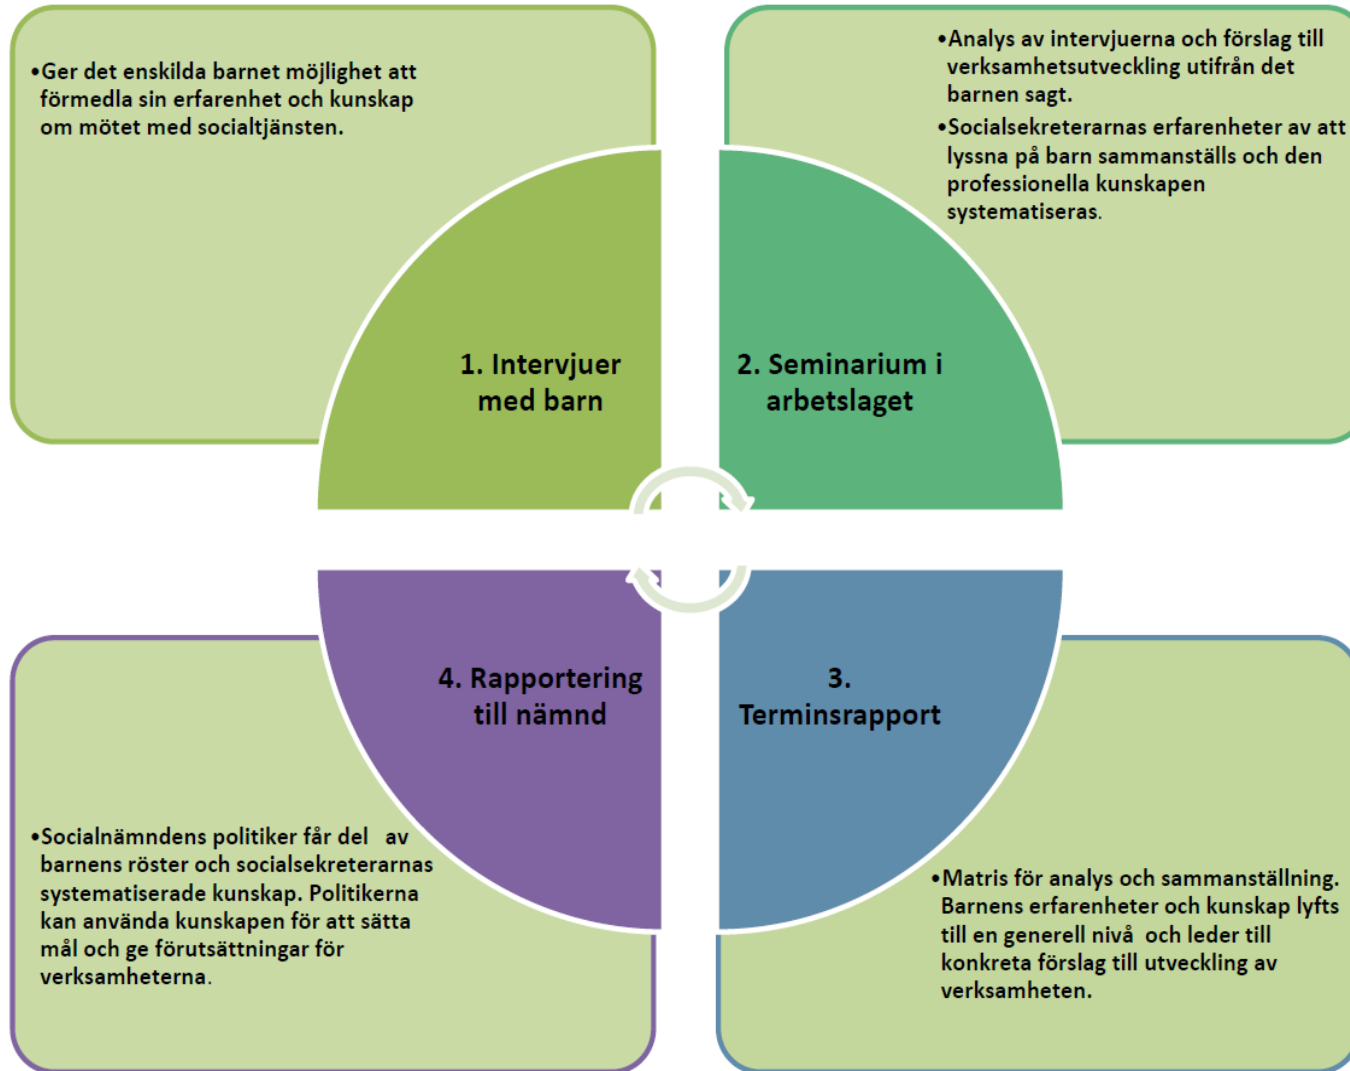 •Ger det enskilda barnet möjlighet att
förmedla sin erfarenhet och kunskap
om mötet med socialtjänsten.
1. Intervjuer
med barn
•Analys av intervjuerna och förslag till
verksamhetsutveckling utifrån det
barnen sagt.
•Socialsekreterarnas erfarenheter av att
lyssna på barn sammanställs och den
professionella kunskapen
systematiseras.
2. Seminarium i
arbetslaget
3.
Terminsrapport
•Matris för analys och sammanställning.
Barnens erfarenheter och kunskap lyfts
till en generell nivå och leder till
konkreta förslag till utveckling av
verksamheten.
4. Rapportering
till nämnd
•Socialnämndens politiker får del av
barnens röster och socialsekreterarnas
systematiserade kunskap. Politikerna
kan använda kunskapen för att sätta
mål och ge förutsättningar för
verksamheterna.